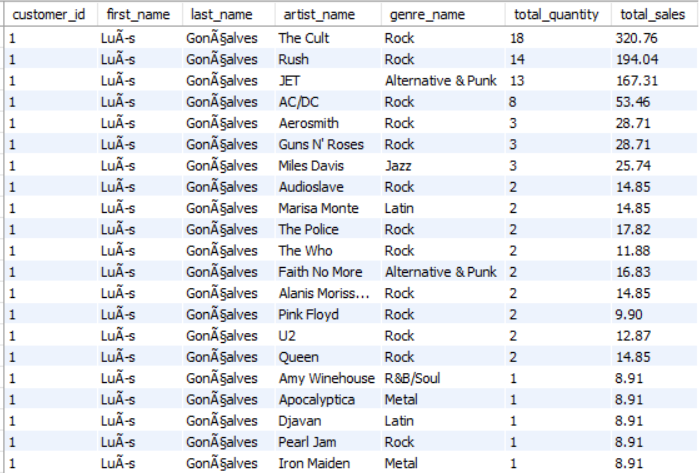 customer_id first_name last_name artist_name genre_name total_quantity total_sales
1 LuÃ-s GonÃ§alves The Cult Rock 18 320.76
1 LuÃ-s GonÃ§alves Rush Rock 14 194.04
1 LuÃ-s GonÃ§alves JET Alternative & Punk 13 167.31
1 LuÃ-s GonÃ§alves AC/DC Rock 8 53.46
1 LuÃ-s GonÃ§alves Aerosmith Rock 3 28.71
1 LuÃ-s GonÃ§alves Guns N' Roses Rock 3 28.71
1 LuÃ-s GonÃ§alves Miles Davis Jazz 3 25.74
1 LuÃ-s GonÃ§alves Audioslave Rock 2 14.85
1 LuÃ-s GonÃ§alves Marisa Monte Latin 2 14.85
1 LuÃ-s GonÃ§alves The Police Rock 2 17.82
1 LuÃ-s GonÃ§alves The Who Rock 2 11.88
1 LuÃ-s GonÃ§alves Faith No More Alternative & Punk 2 16.83
1 LuÃ-s GonÃ§alves Alanis Moriss... Rock 2 14.85
1 LuÃ-s GonÃ§alves Pink Floyd Rock 2 9.90
1 LuÃ-s GonÃ§alves U2 Rock 2 12.87
1 LuÃ-s GonÃ§alves Queen Rock 2 14.85
1 LuÃ-s GonÃ§alves Amy Winehouse R&B/Soul 1 8.91
1 LuÃ-s GonÃ§alves Apocalyptica Metal 1 8.91
1 LuÃ-s GonÃ§alves Djavan Latin 1 8.91
1 LuÃ-s GonÃ§alves Pearl Jam Rock 1 8.91
1 LuÃ-s GonÃ§alves Iron Maiden Metal 1 8.91